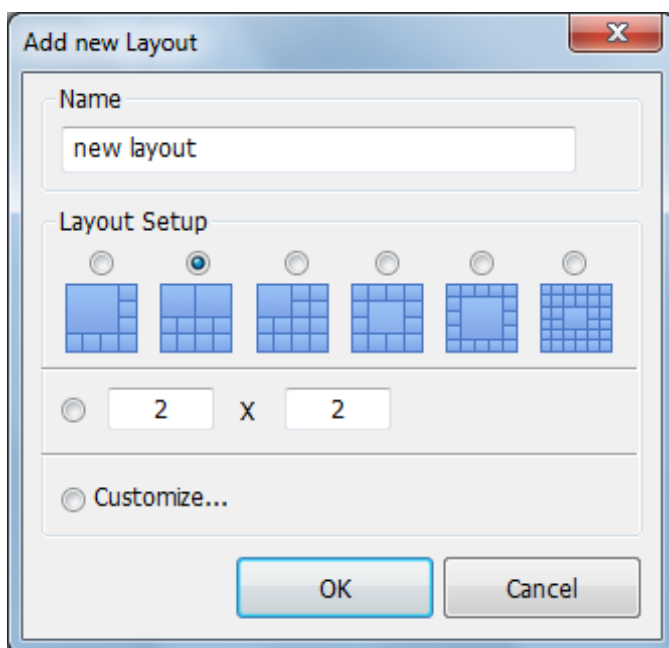 Add new Layout
Name
new layout
Layout Setup
2 X 2
Customize...
OK Cancel